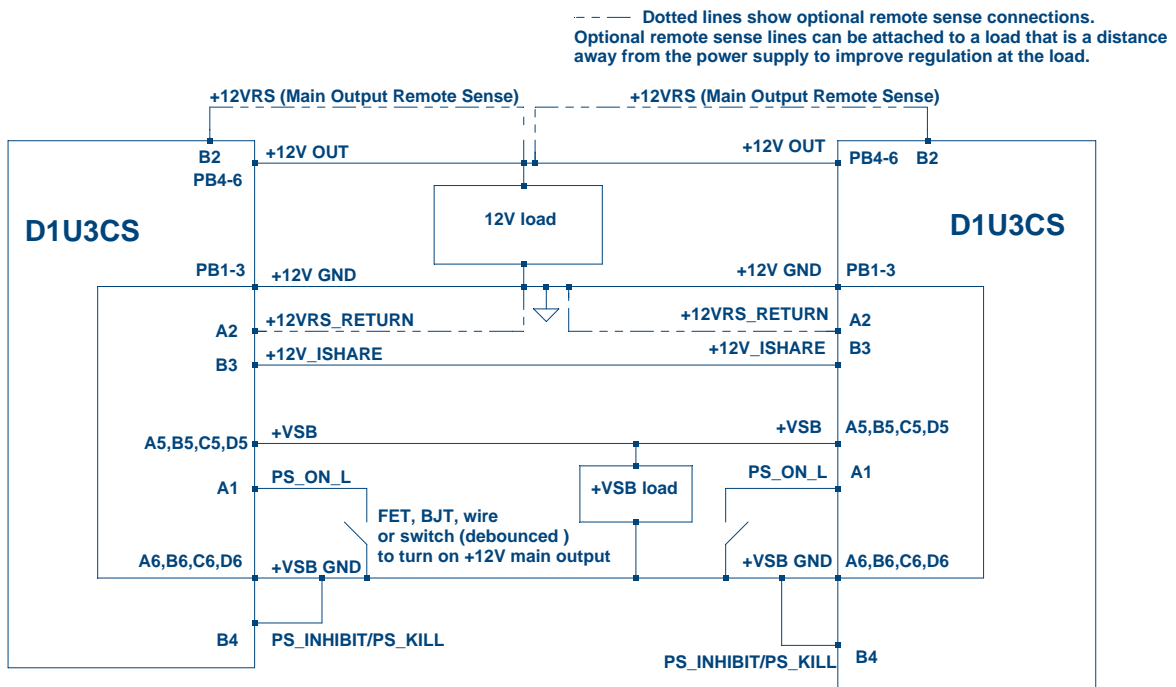 Dotted lines show optional remote sense connections.
Optional remote sense lines can be attached to a load that is a distance
away from the power supply to improve regulation at the load.
+12VRS (Main Output Remote Sense)
+12VRS (Main Output Remote Sense)
B2
+12V OUT
+12V OUT
PB4-6
B2
PB4-6
D1U3CS
12V load
D1U3CS
PB1-3
+12V GND
+12V GND
PB1-3
A2
+12VRS_RETURN
+12VRS_RETURN
A2
B3
+12V_ISHARE
+12V_ISHARE
B3
A5,B5,C5,D5
+VSB
+VSB
A5,B5,C5,D5
A1
PS_ON_L
+VSB load
PS_ON_L
A1
FET, BJT, wire
or switch (debounced )
to turn on +12V main output
A6,B6,C6,D6
+VSB GND
+VSB GND
A6,B6,C6,D6
B4
PS_INHIBIT/PS_KILL
PS_INHIBIT/PS_KILL
B4